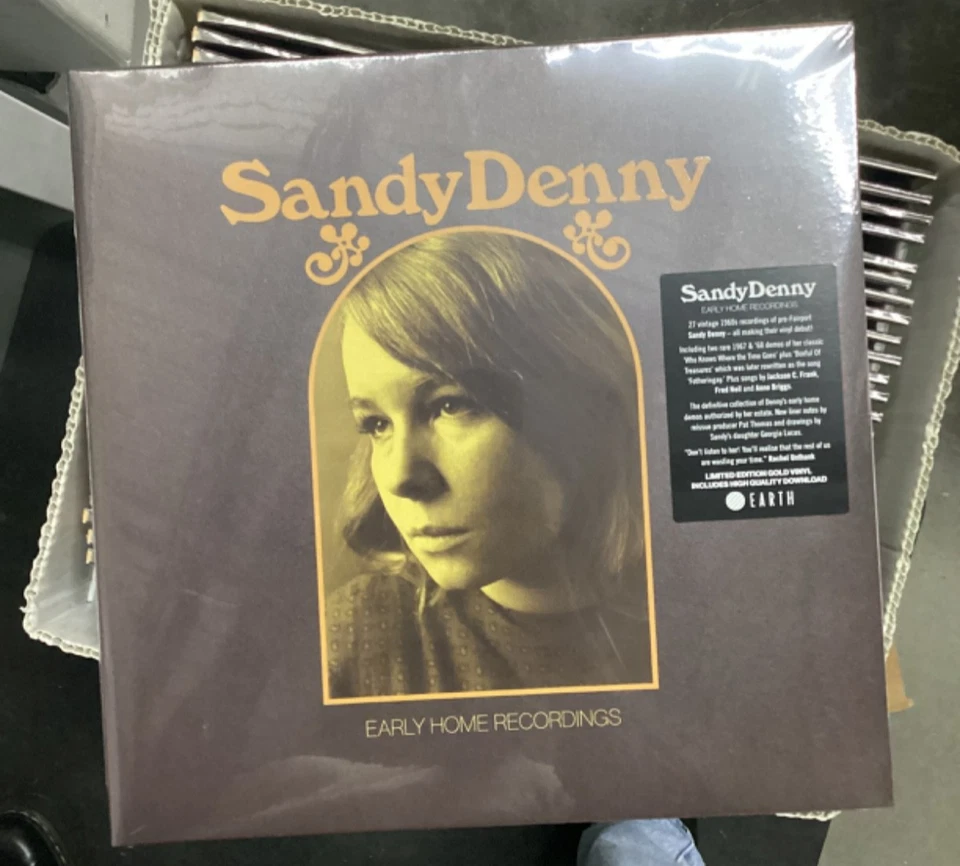 Sandy Denny
EARLY HOME RECORDINGS
Sandy Denny
EARLY HOME RECORDINGS
27 vintage 1960s recordings of pre-Fairport
Sandy Denny – all making their vinyl debut!
Including two rare 1967 & '68 demos of her classic
'Who Knows Where the Time Goes' plus 'Boxful Of
Treasures' which was later rewritten as the song
'Fotheringay.' Plus songs by Jackson C. Frank,
Fred Neil and Anne Briggs.
The definitive collection of Denny's early home
demos authorized by her estate. New liner notes by
reissue producer Pat Thomas and drawings by
Sandy's daughter Georgia Lucas.
"Don't listen to her! You'll realise that the rest of us
are wasting your time." Rachel Unthank
LIMITED EDITION GOLD VINYL
INCLUDES HIGH QUALITY DOWNLOAD
EARTH